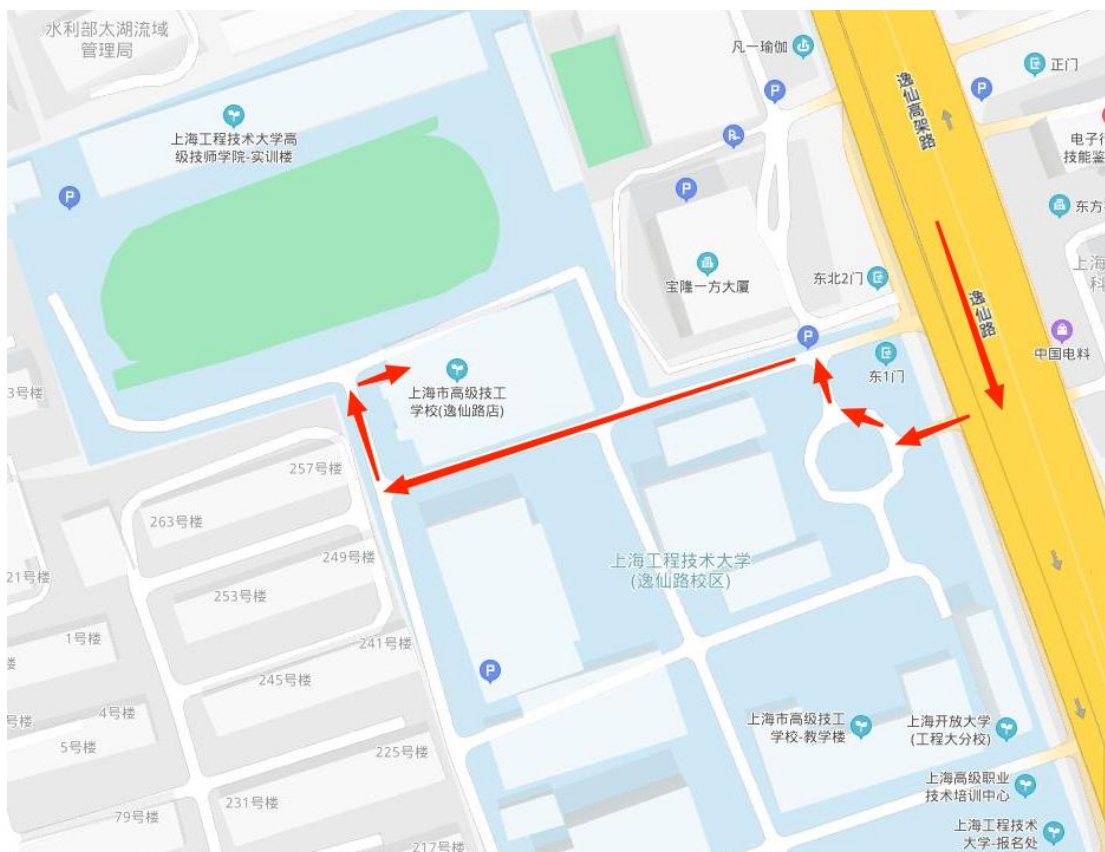 水利部太湖流域
管理局
凡一瑜伽
正门
P
逸仙高架路
P
上海工程技术大学高
级技师学院-实训楼
电子行
技能鉴
P
P
东方
宝隆一方大厦
东北2门
上海
科
逸仙路
P
中国电料
东1门
3号楼
上海市高级技工
学校(逸仙路店)
257号楼
263号楼
249号楼
21号楼
253号楼
上海工程技术大学
(逸仙路校区)
1号楼
241号楼
楼
245号楼
P
4号楼
号楼
5号楼
225号楼
上海市高级技工
学校-教学楼
上海开放大学
(工程大分校)
231号楼
79号楼
217号楼
上海高级职业
技术培训中心
上海工程技术
大学-报名处